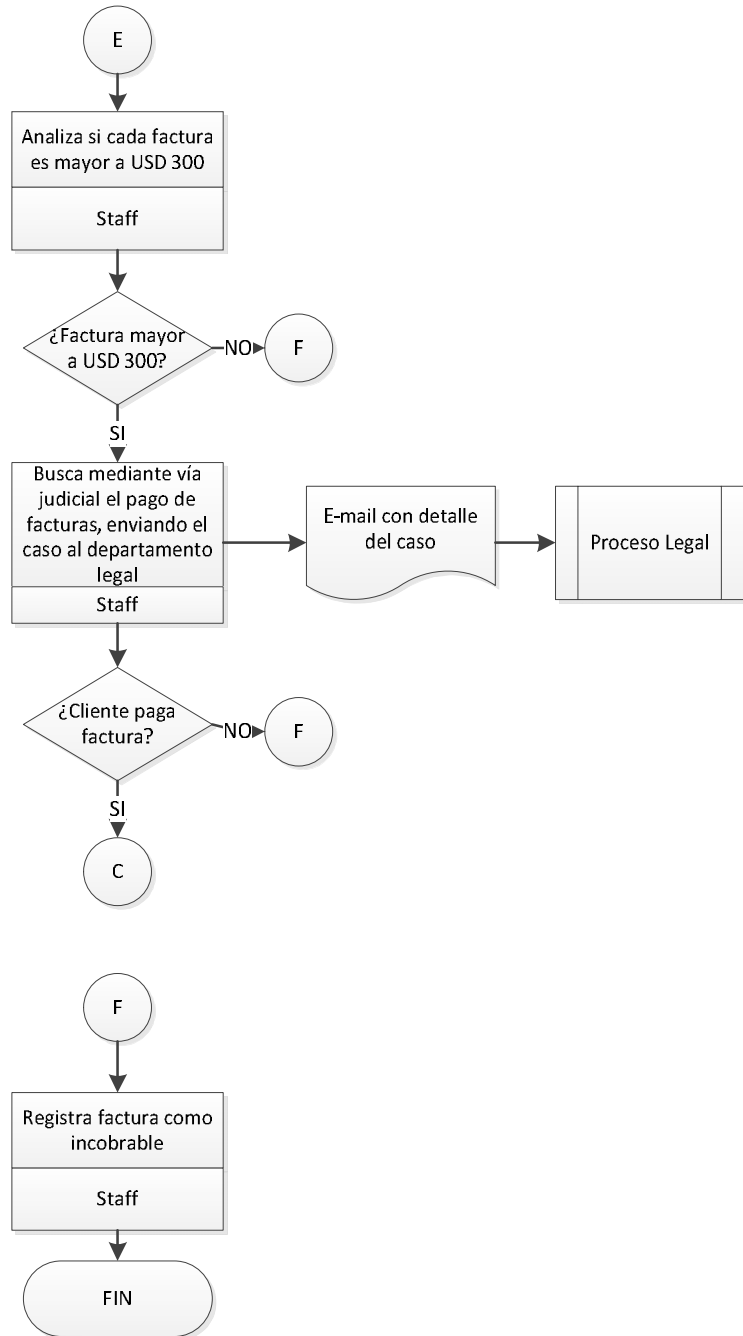 E
Analiza si cada factura
es mayor a USD 300
Staff
¿Factura mayor
a USD 300?
NO
F
SI
Busca mediante vía
judicial el pago de
facturas, enviando el
caso al departamento
legal
Staff
E-mail con detalle
del caso
Proceso Legal
¿Cliente paga
factura?
NO
F
SI
C
F
Registra factura como
incobrable
Staff
FIN